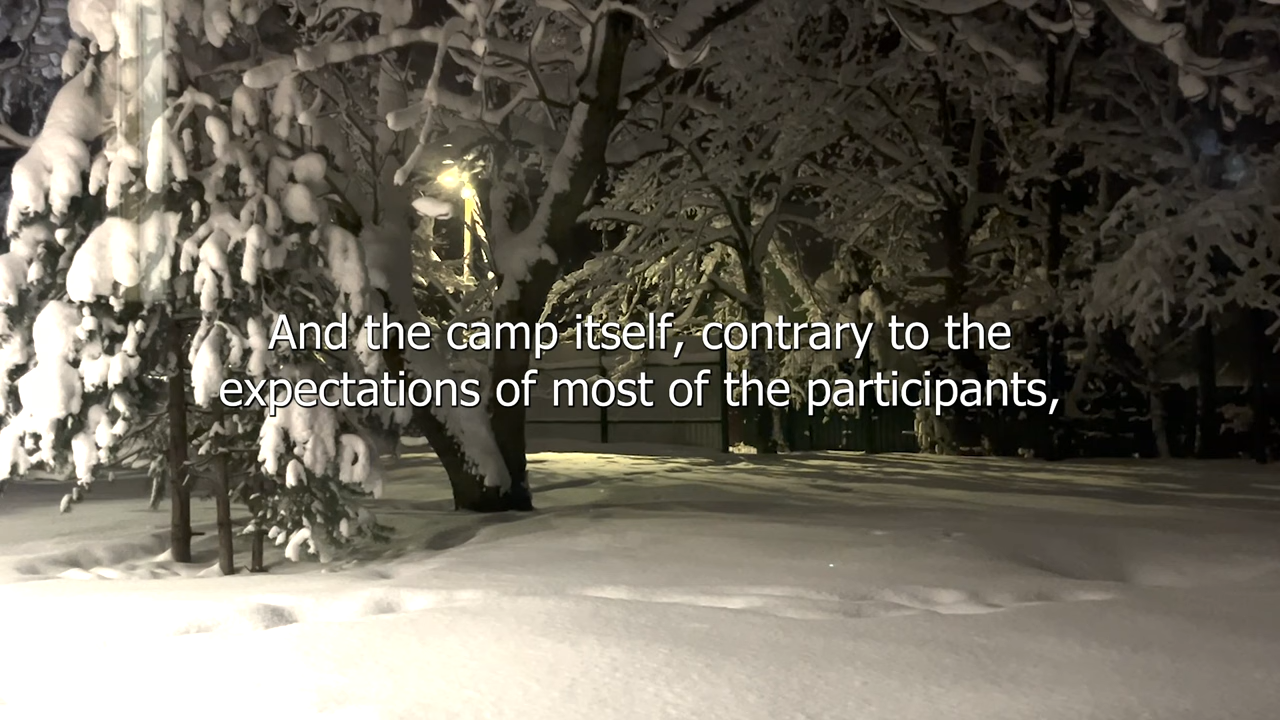 And the camp itself, contrary to the
expectations of most of the participants,